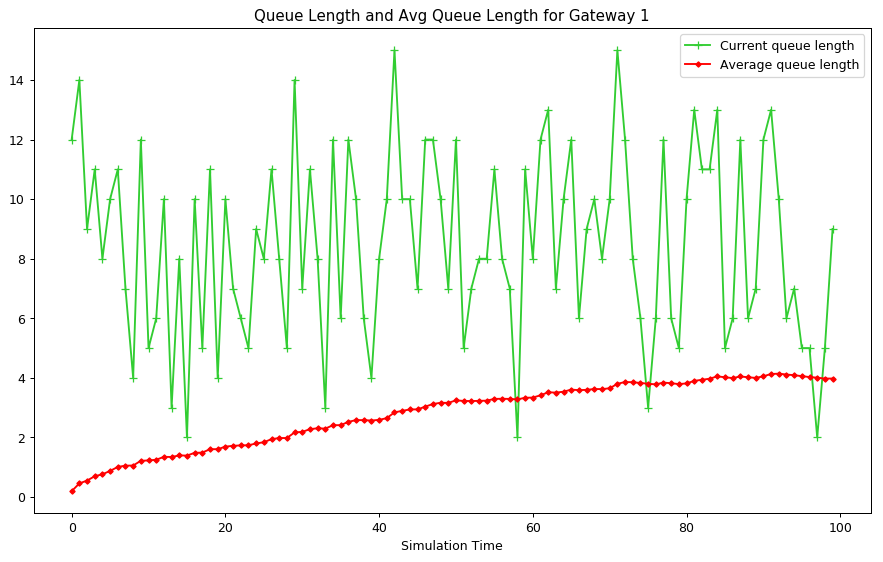 Queue Length and Avg Queue Length for Gateway 1
Current queue length
Average queue length
14
12
10
8
6
4
2
0
0 20 40 60 80 100
Simulation Time